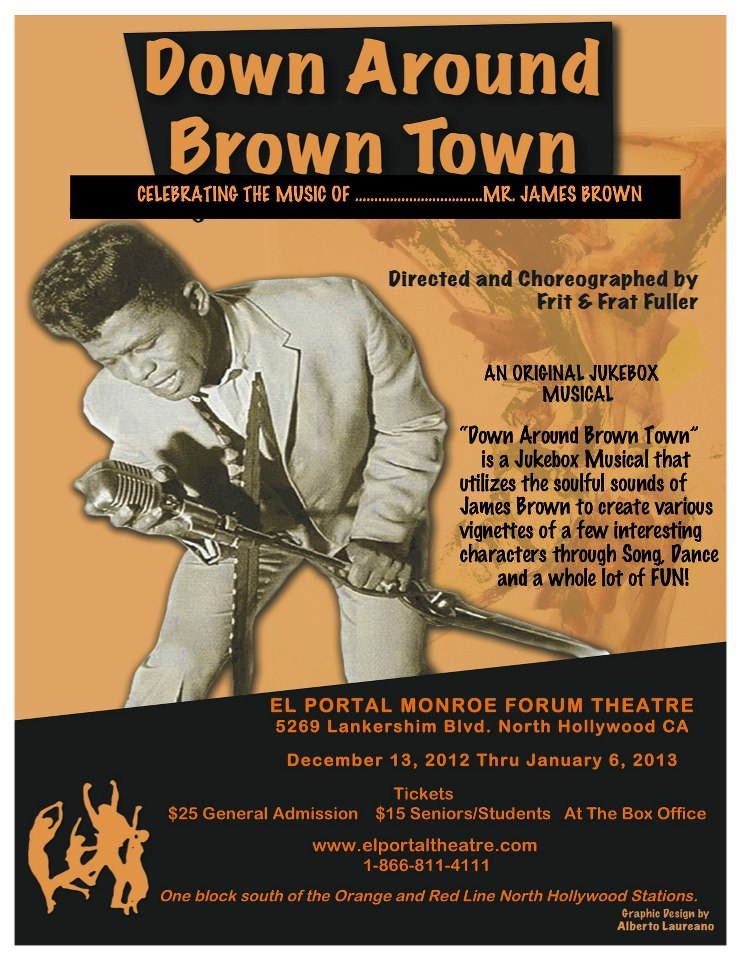 Down Around
Brown Town
CELEBRATING THE MUSIC OF .................................MR. JAMES BROWN
Directed and Choreographed by
Frit & Frat Fuller
AN ORIGINAL JUKEBOX
MUSICAL
“Down Around Brown Town”
is a Jukebox Musical that
utilizes the soulful sounds of
James Brown to create various
vignettes of a few interesting
characters through Song, Dance
and a whole lot of FUN!
EL PORTAL MONROE FORUM THEATRE
5269 Lankershim Blvd. North Hollywood CA
December 13, 2012 Thru January 6, 2013
Tickets
$25 General Admission $15 Seniors/Students At The Box Office
www.elportaltheatre.com
1-866-811-4111
One block south of the Orange and Red Line North Hollywood Stations.
Graphic Design by
Alberto Laureano